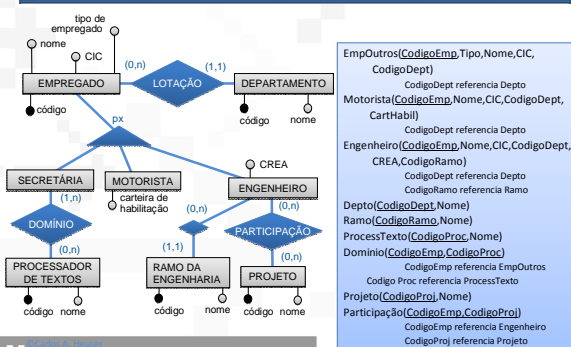 tipo de
empregado
nome
CIC
(0,n)
(1,1)
EMPREGADO
LOTAÇÃO
DEPARTAMENTO
código
código
nome
px
CREA
SECRETÁRIA
MOTORISTA
ENGENHEIRO
(1,n)
carteira de
habilitação
(0,n)
(0,n)
DOMÍNIO
PARTICIPAÇÃO
(0,n)
(1,1)
(0,n)
PROCESSADOR
DE TEXTOS
RAMO DA
ENGENHARIA
PROJETO
código nome
código nome
código nome
©Carlos A. Heuser
EmpOutros(CodigoEmp,Tipo,Nome,CIC,
CodigoDept)
CodigoDept referencia Depto
Motorista(CodigoEmp,Nome,CIC,CodigoDept,
CartHabil)
CodigoDept referencia Depto
Engenheiro(CodigoEmp,Nome,CIC,CodigoDept,
CREA,CodigoRamo)
CodigoDept referencia Depto
CodigoRamo referencia Ramo
Depto(CodigoDept,Nome)
Ramo(CodigoRamo,Nome)
ProcessTexto(CodigoProc,Nome)
Dominio(CodigoEmp,CodigoProc)
CodigoEmp referencia EmpOutros
Codigo Proc referencia ProcessTexto
Projeto(CodigoProj,Nome)
Participação(CodigoEmp,CodigoProj)
CodigoEmp referencia Engenheiro
CodigoProj referencia Projeto